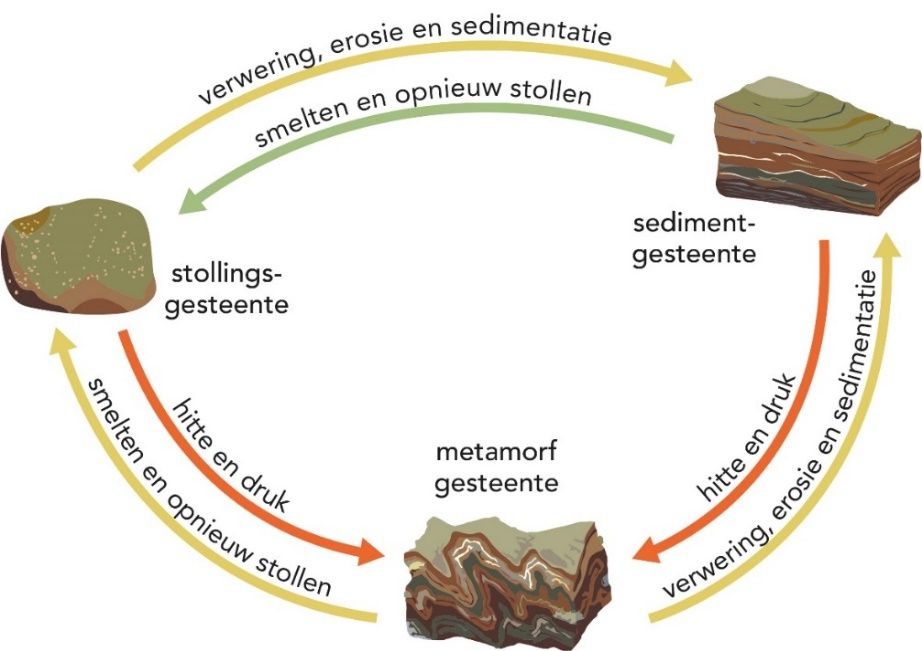 verwering, erosie en sedimentatie
smelten en opnieuw stollen
sediment-
gesteente
stollings-
gesteente
hitte en druk
smelten en opnieuw stollen
metamorf
gesteente
hitte en druk
verwering, erosie en sedimentatie